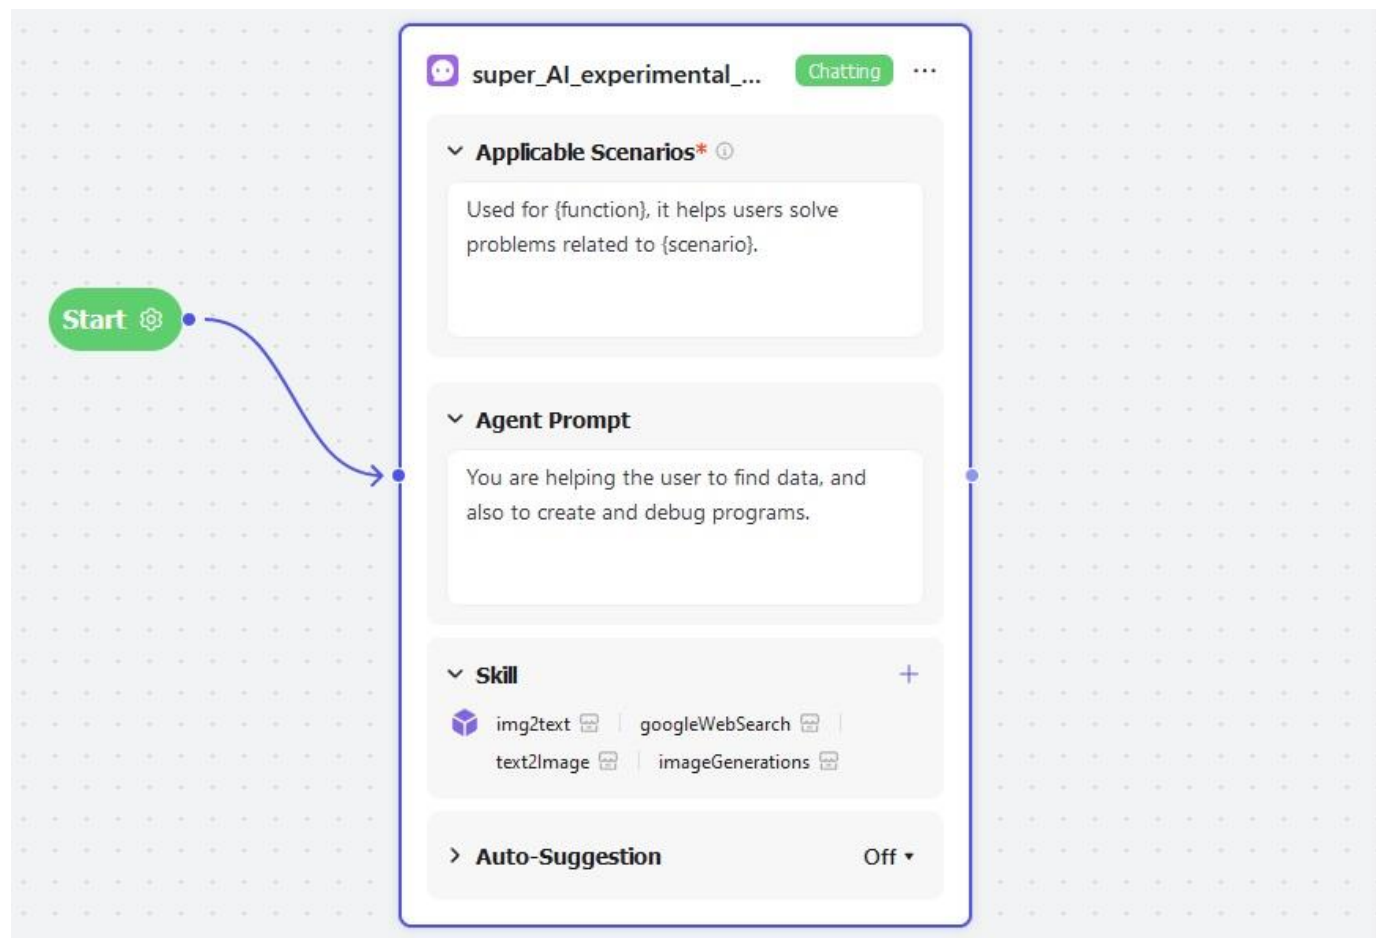 super_AI_experimental_...
Chatting
Applicable Scenarios*
Used for {function}, it helps users solve
problems related to {scenario}.
Start
Agent Prompt
You are helping the user to find data, and
also to create and debug programs.
Skill
img2text
googleWebSearch
text2Image
imageGenerations
Auto-Suggestion
Off